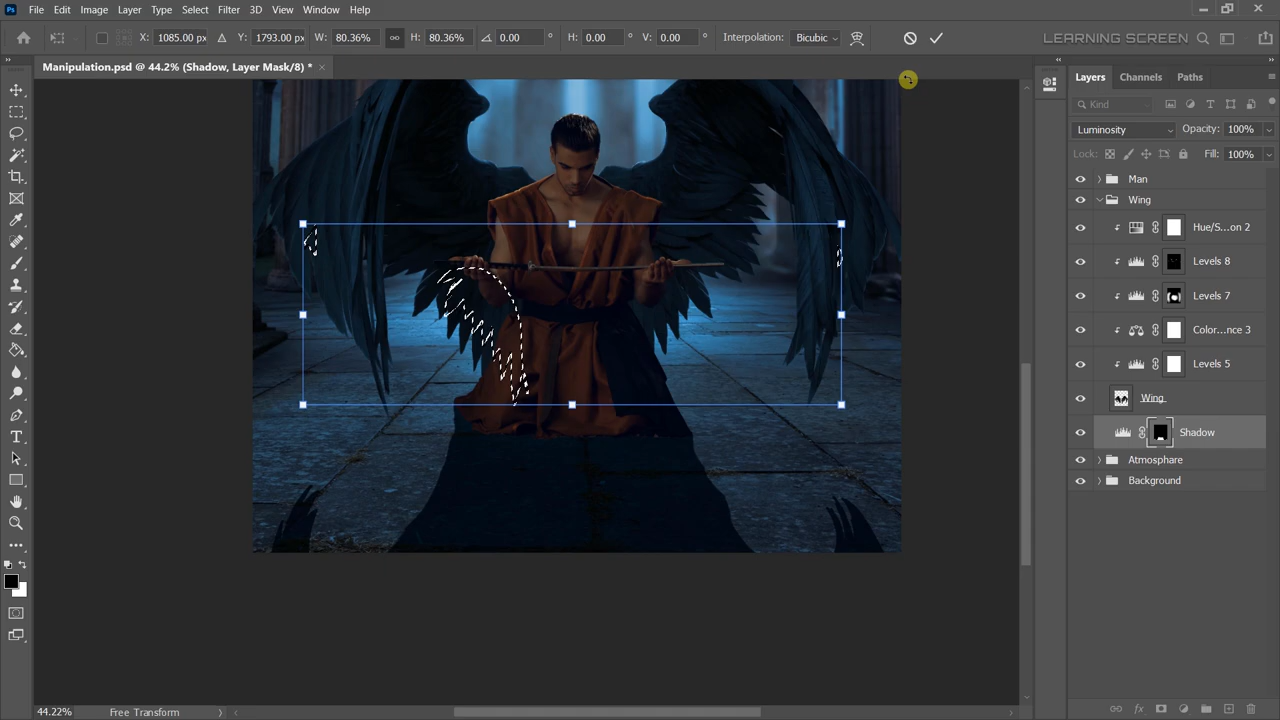 Ps File Edit Image Layer Type Select Filter 3D View Window Help
X: 1085.00 px Y: 1793.00 px W: 80.36% H: 80.36% 0.00 ° H: 0.00 ° V: 0.00 ° Interpolation: Bicubic LEARNING SCREEN
Manipulation.psd @ 44.2% (Shadow, Layer Mask/8) * ×
Layers Channels Paths
Kind
Luminosity Opacity: 100%
Lock: Fill: 100%
Man
Wing
Hue/S...on 2
Levels 8
Levels 7
Color...nce 3
Levels 5
Wing
Shadow
Atmosphare
Background
44.22% Free Transform
fx